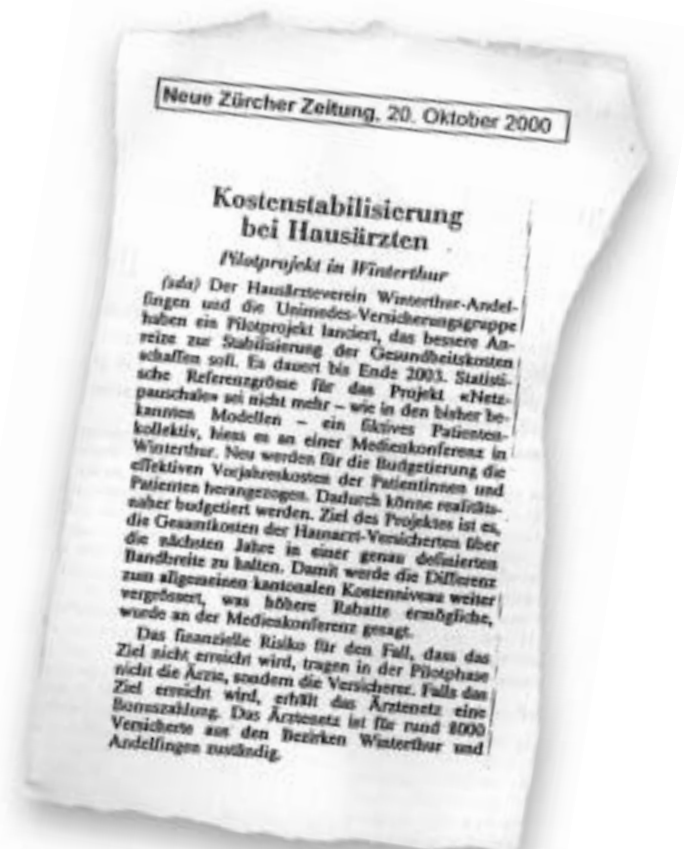 Neue Zürcher Zeitung, 20. Oktober 2000
Kostenstabilisierung
bei Hausärzten
Pilotprojekt in Winterthur
(sda) Der Hausärzteverein Winterthur-Andel-
fingen und die Unimedes-Versicherungsgruppe
haben ein Pilotprojekt lanciert, das bessere An-
reize zur Stabilisierung der Gesundheitskosten
schaffen soll. Es dauert bis Ende 2003. Statisti-
sche Referenzgrösse für das Projekt «Netz-
pauschale» sei nicht mehr – wie in den bisher be-
kannten Modellen – ein fiktives Patienten-
kollektiv, hiess es an einer Medienkonferenz in
Winterthur. Neu werden für die Budgetierung die
effektiven Vorjahreskosten der Patientinnen und
Patienten herangezogen. Dadurch könne realitäts-
naher budgetiert werden. Ziel des Projektes ist es,
die Gesamtkosten der Hausarzt-Versicherten über
die nächsten Jahre in einer genau definierten
Bandbreite zu halten. Damit werde die Differenz
zum allgemeinen kantonalen Kostenniveau weiter
vergrössert, was höhere Rabatte ermögliche,
wurde an der Medienkonferenz gesagt.
Das finanzielle Risiko für den Fall, dass das
Ziel nicht erreicht wird, tragen in der Pilotphase
nicht die Ärzte, sondern die Versicherer. Falls das
Ziel erreicht wird, erhält das Ärztenetz eine
Bonuszahlung. Das Ärztenetz ist für rund 8000
Versicherte aus den Bezirken Winterthur und
Andelfingen zuständig.